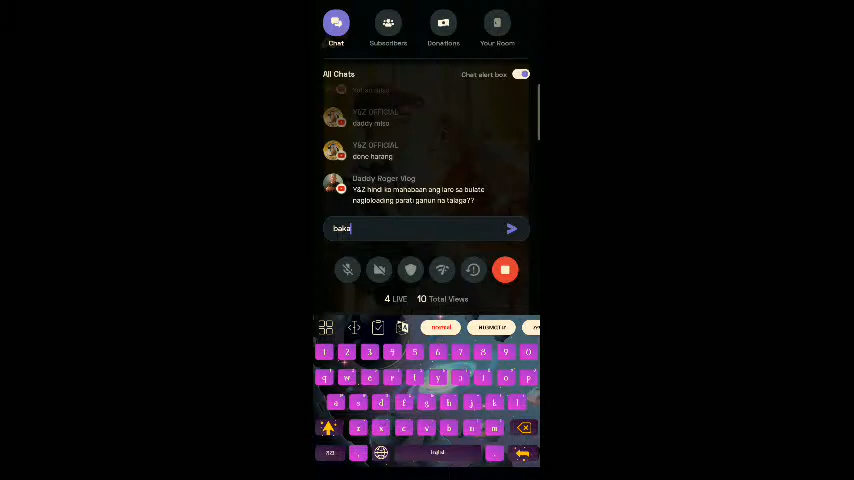 Chat
Subscribers
Donations
Your Room
All Chats
Chat alert box
Y&Z OFFICIAL
daddy miso
Y&Z OFFICIAL
done harang
Daddy Roger Vlog
Y&Z hindi ko mahabaan ang laro sa bulate
nagloloading parati ganun na talaga??
baka
4 LIVE 10 Total Views
normal
1 2 3 4 5 6 7 8 9 0
q w e r t y u i o p
a s d f g h j k l
z x c v b n m
, .